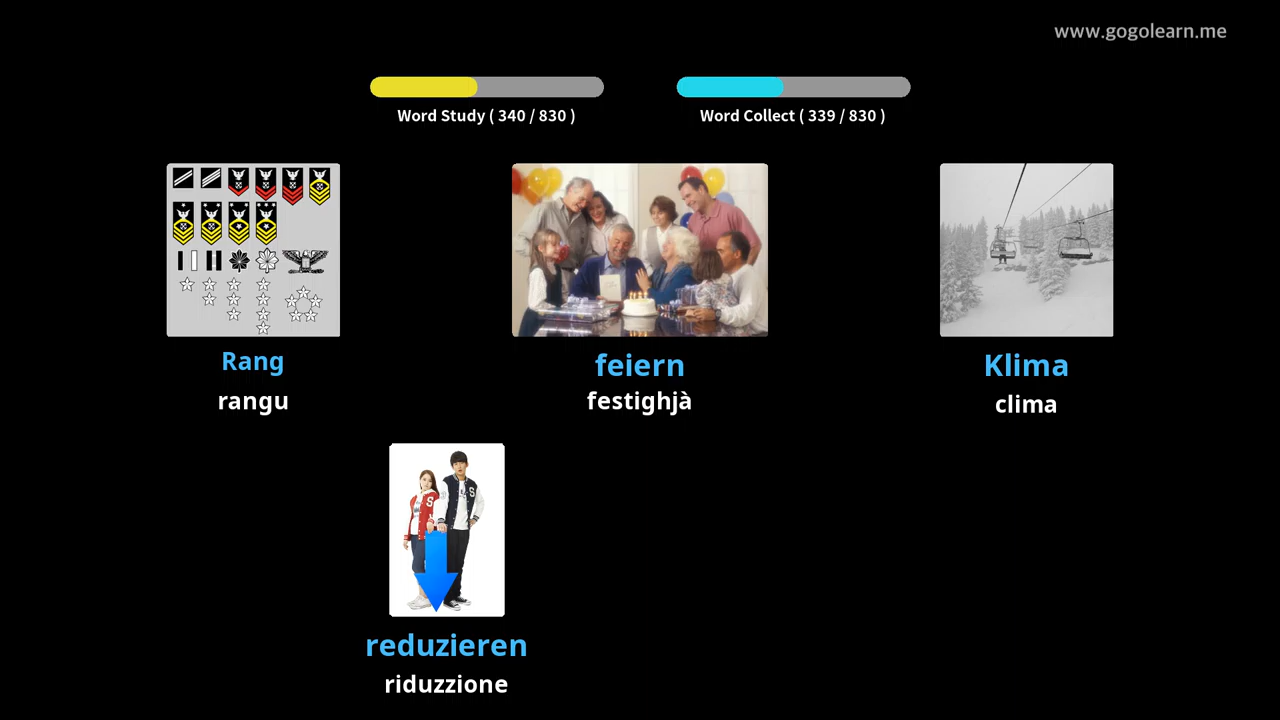 www.gogolearn.me
Word Study ( 340 / 830 )
Word Collect ( 339 / 830 )
Rang
rangu
feiern
festighjà
Klima
clima
S
S
reduzieren
riduzzione